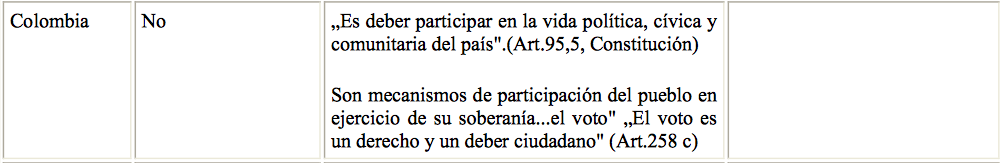 Colombia
No
„Es deber participar en la vida política, cívica y
comunitaria del país".(Art.95,5, Constitución)
Son mecanismos de participación del pueblo en
ejercicio de su soberanía...el voto" „El voto es
un derecho y un deber ciudadano" (Art.258 c)